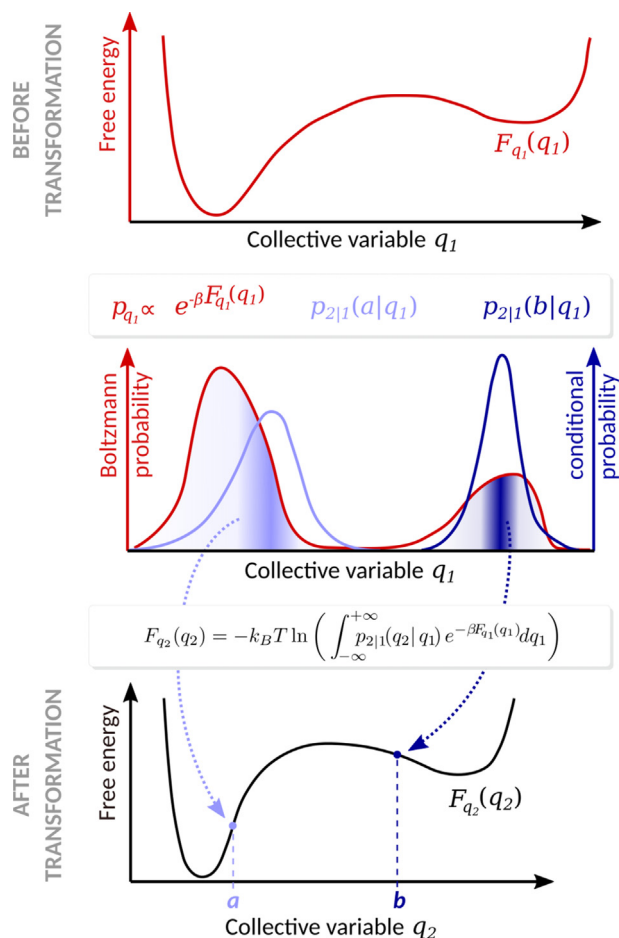 BEFORE
TRANSFORMATION
Free energy
F_{q_1}(q_1)
Collective variable q_1
p_{q_1} ∝ e^{-βF_{q_1}(q_1)}
p_{2|1}(a|q_1)
p_{2|1}(b|q_1)
Boltzmann
probability
conditional
probability
Collective variable q_1
F_{q_2}(q_2) = -k_B T ln ( ∫_{-∞}^{+∞} p_{2|1}(q_2|q_1) e^{-βF_{q_1}(q_1)} dq_1 )
AFTER
TRANSFORMATION
Free energy
F_{q_2}(q_2)
a
b
Collective variable q_2